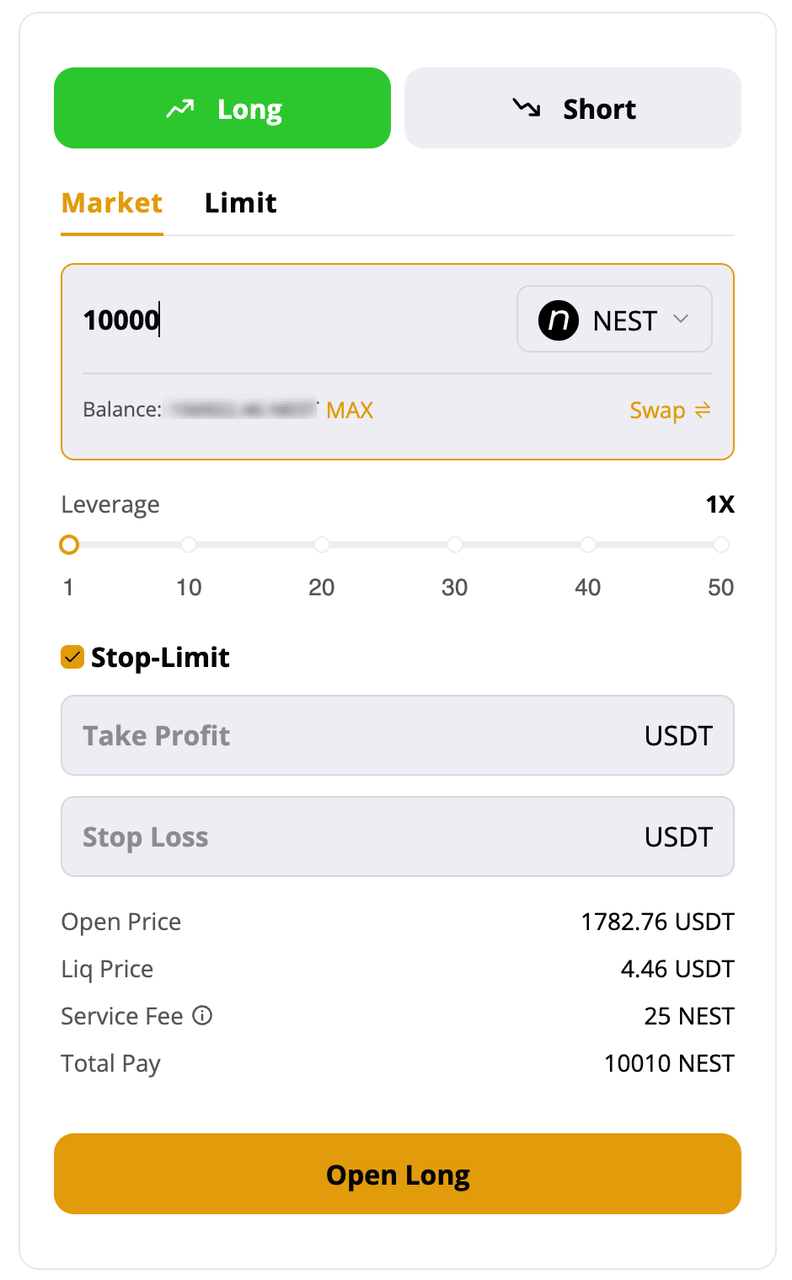 Long Short
Market Limit
10000 n NEST
Balance: MAX Swap
Leverage 1X
1 10 20 30 40 50
Stop-Limit
Take Profit USDT
Stop Loss USDT
Open Price 1782.76 USDT
Liq Price 4.46 USDT
Service Fee 25 NEST
Total Pay 10010 NEST
Open Long